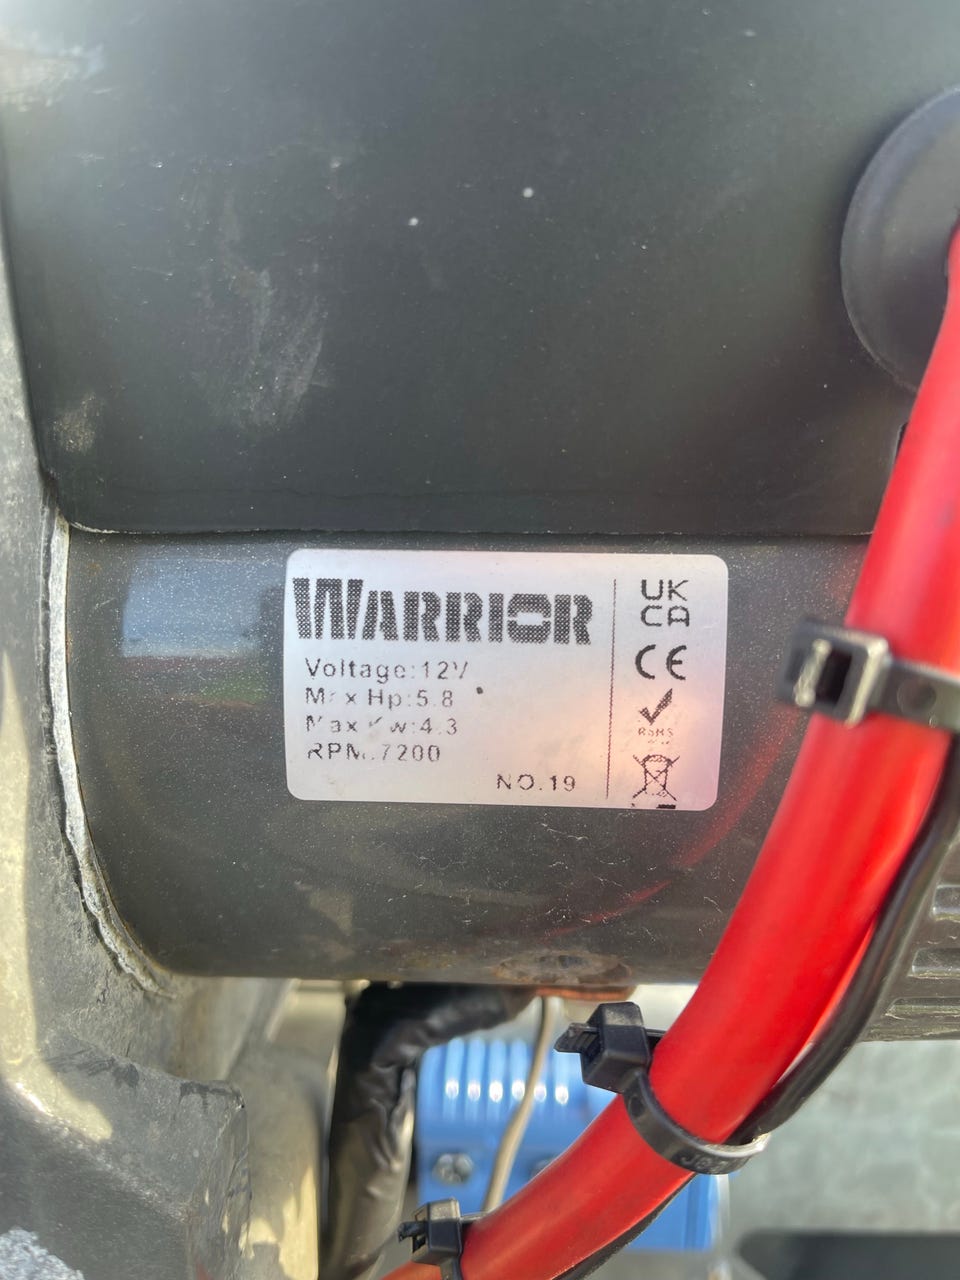 WARRIOR
Voltage:12V
Max Hp:5.8
Max Kw:4.3
RPM:7200
NO.19
UK
CA
CE
RoHS